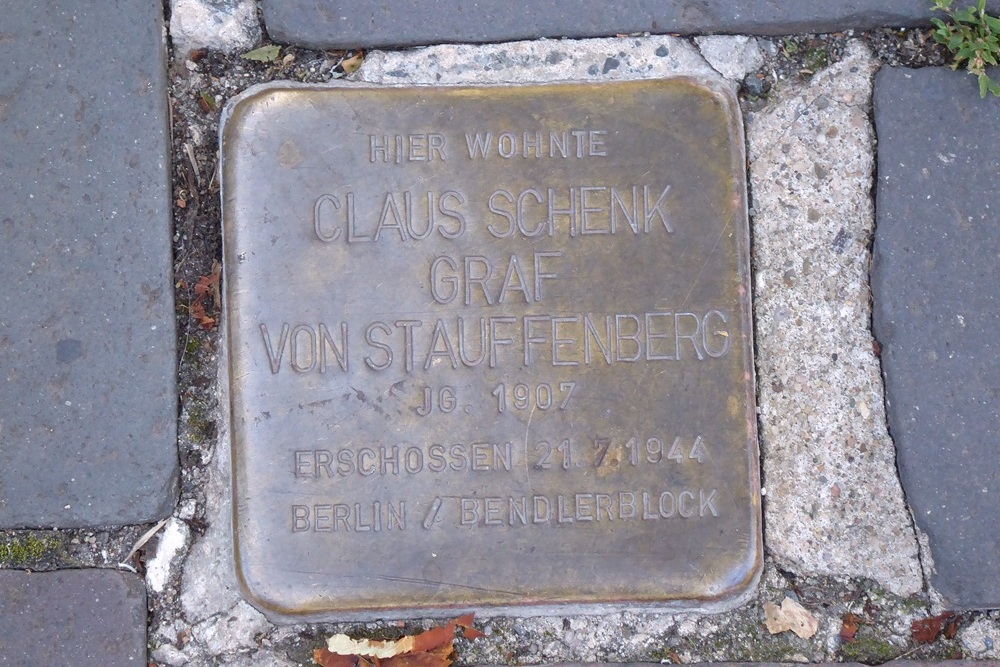 HIER WOHNTE
CLAUS SCHENK
GRAF
VON STAUFFENBERG
JG. 1907
ERSCHOSSEN 21. 7. 1944
BERLIN / BENDLERBLOCK